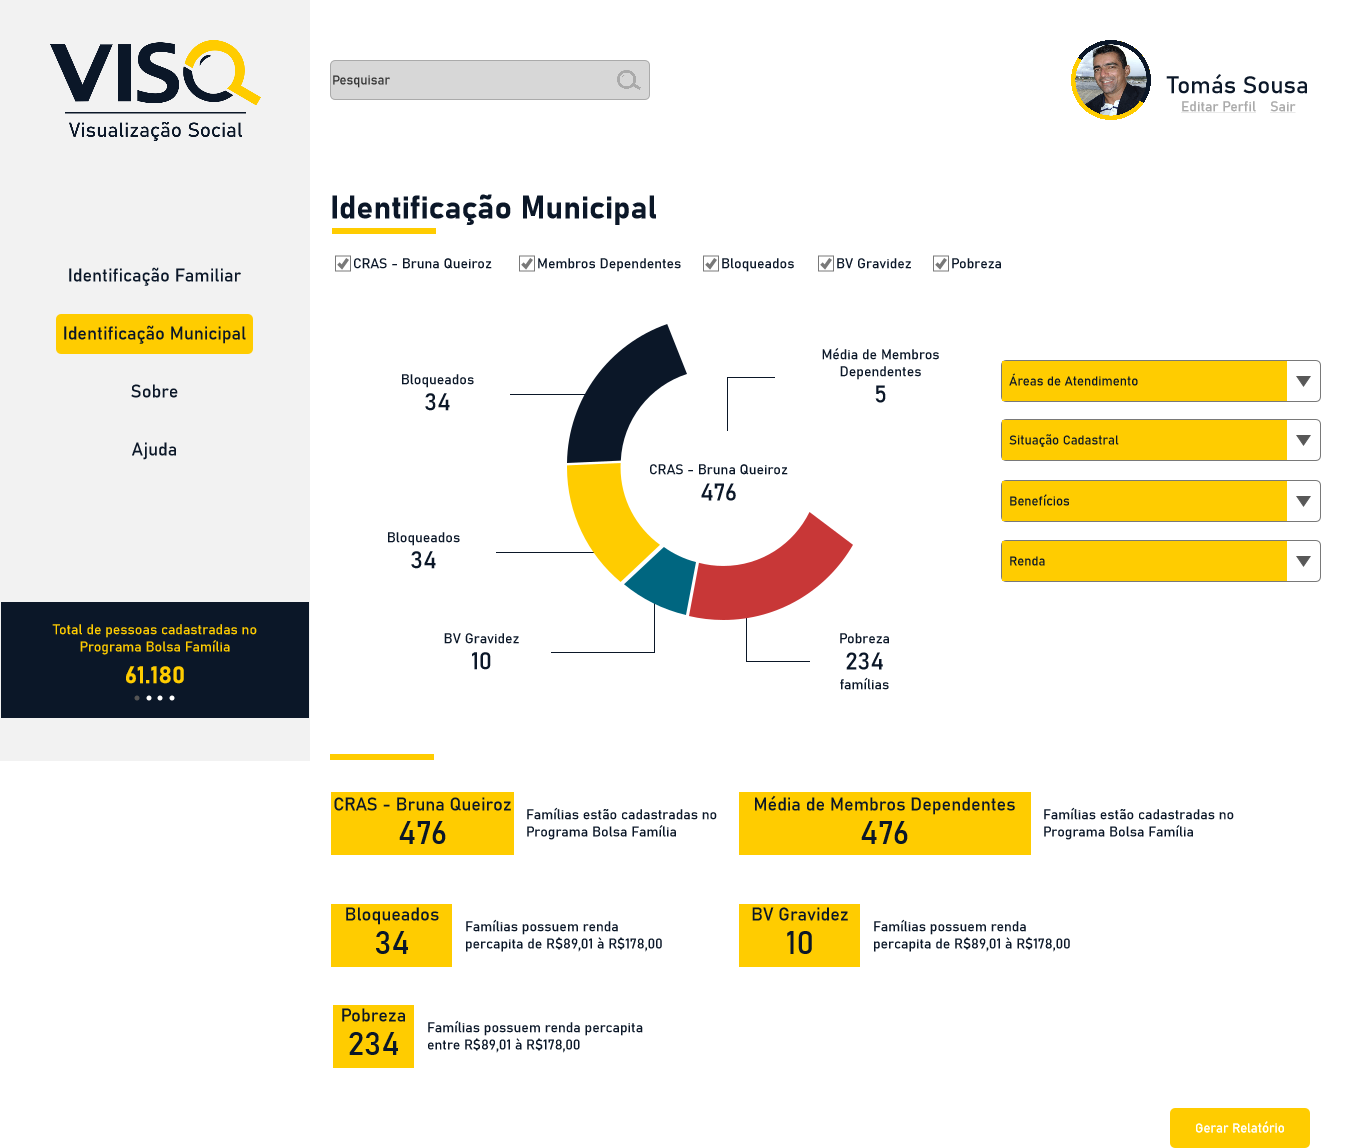 VISO
Visualização Social
Pesquisar
Tomás Sousa
Editar Perfil Sair
Identificação Familiar
Identificação Municipal
Sobre
Ajuda
Total de pessoas cadastradas no
Programa Bolsa Família
61.180
Identificação Municipal
CRAS - Bruna Queiroz Membros Dependentes Bloqueados BV Gravidez Pobreza
Bloqueados
34
Média de Membros
Dependentes
5
CRAS - Bruna Queiroz
476
Bloqueados
34
BV Gravidez
10
Pobreza
234
famílias
Áreas de Atendimento
Situação Cadastral
Benefícios
Renda
CRAS - Bruna Queiroz
476
Famílias estão cadastradas no
Programa Bolsa Família
Média de Membros Dependentes
476
Famílias estão cadastradas no
Programa Bolsa Família
Bloqueados
34
Famílias possuem renda
percapita de R$89,01 à R$178,00
BV Gravidez
10
Famílias possuem renda
percapita de R$89,01 à R$178,00
Pobreza
234
Famílias possuem renda percapita
entre R$89,01 à R$178,00
Gerar Relatório